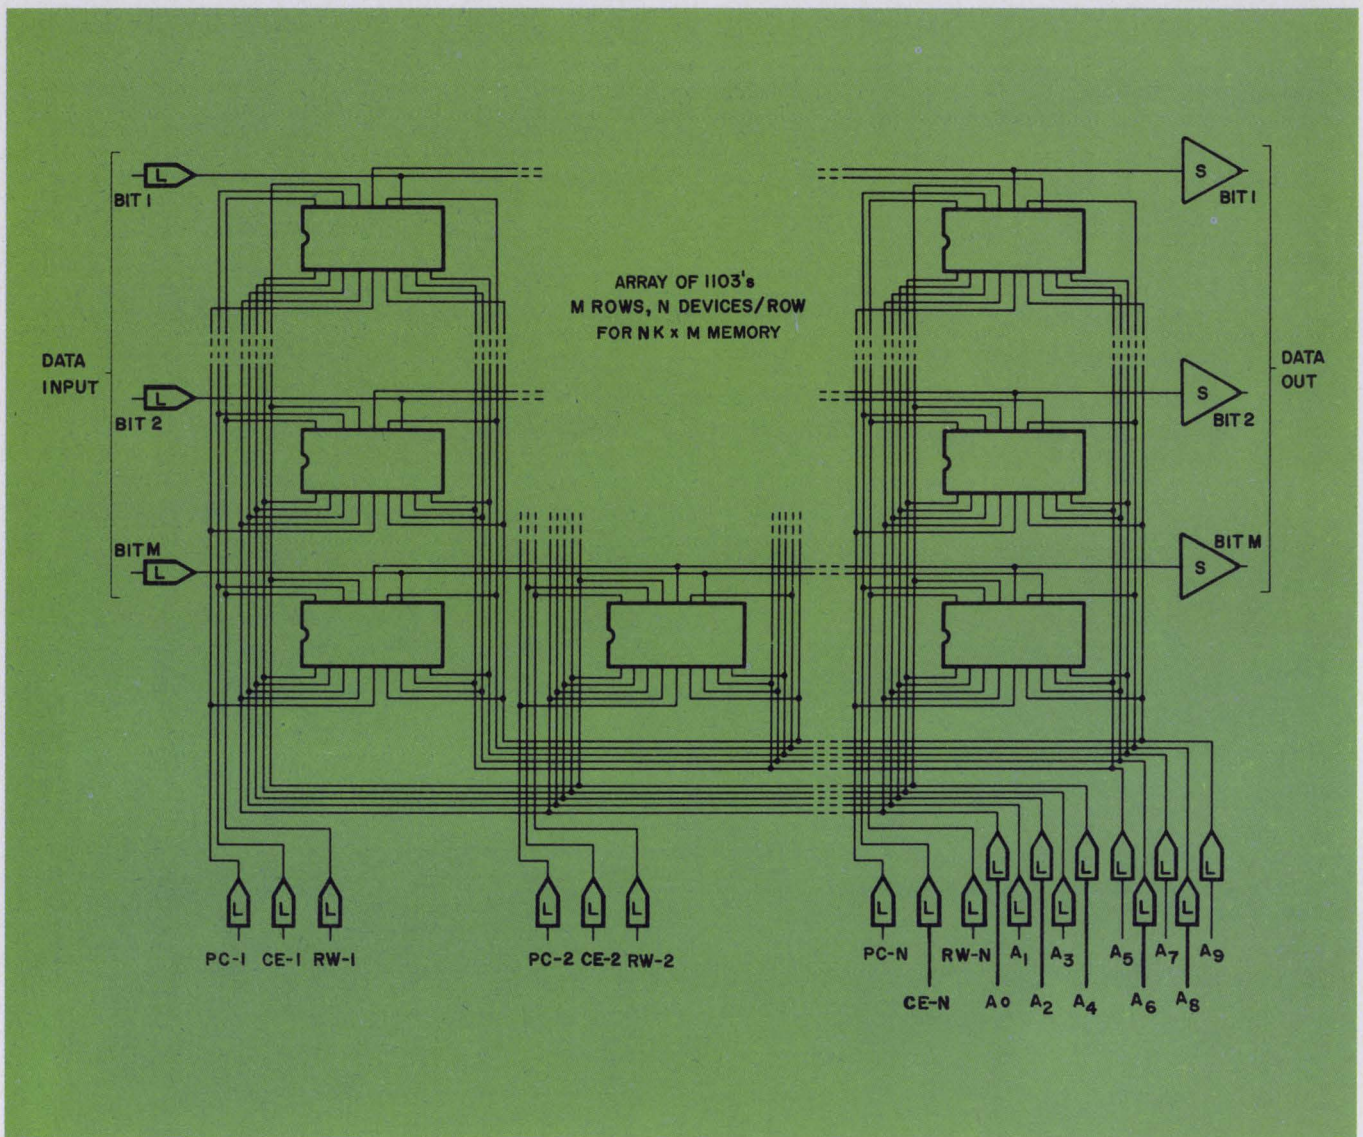 L
BIT 1
S
BIT 1
ARRAY OF 1103's
M ROWS, N DEVICES/ROW
FOR NK x M MEMORY
DATA
INPUT
DATA
OUT
L
BIT 2
S
BIT 2
BIT M
L
BIT M
S
L L L L L
L L L L L L L L L L L L L L
PC-1 CE-1 RW-1 PC-2 CE-2 RW-2 PC-N RW-N A1 A3 A5 A7 A9
CE-N A0 A2 A4 A6 A8